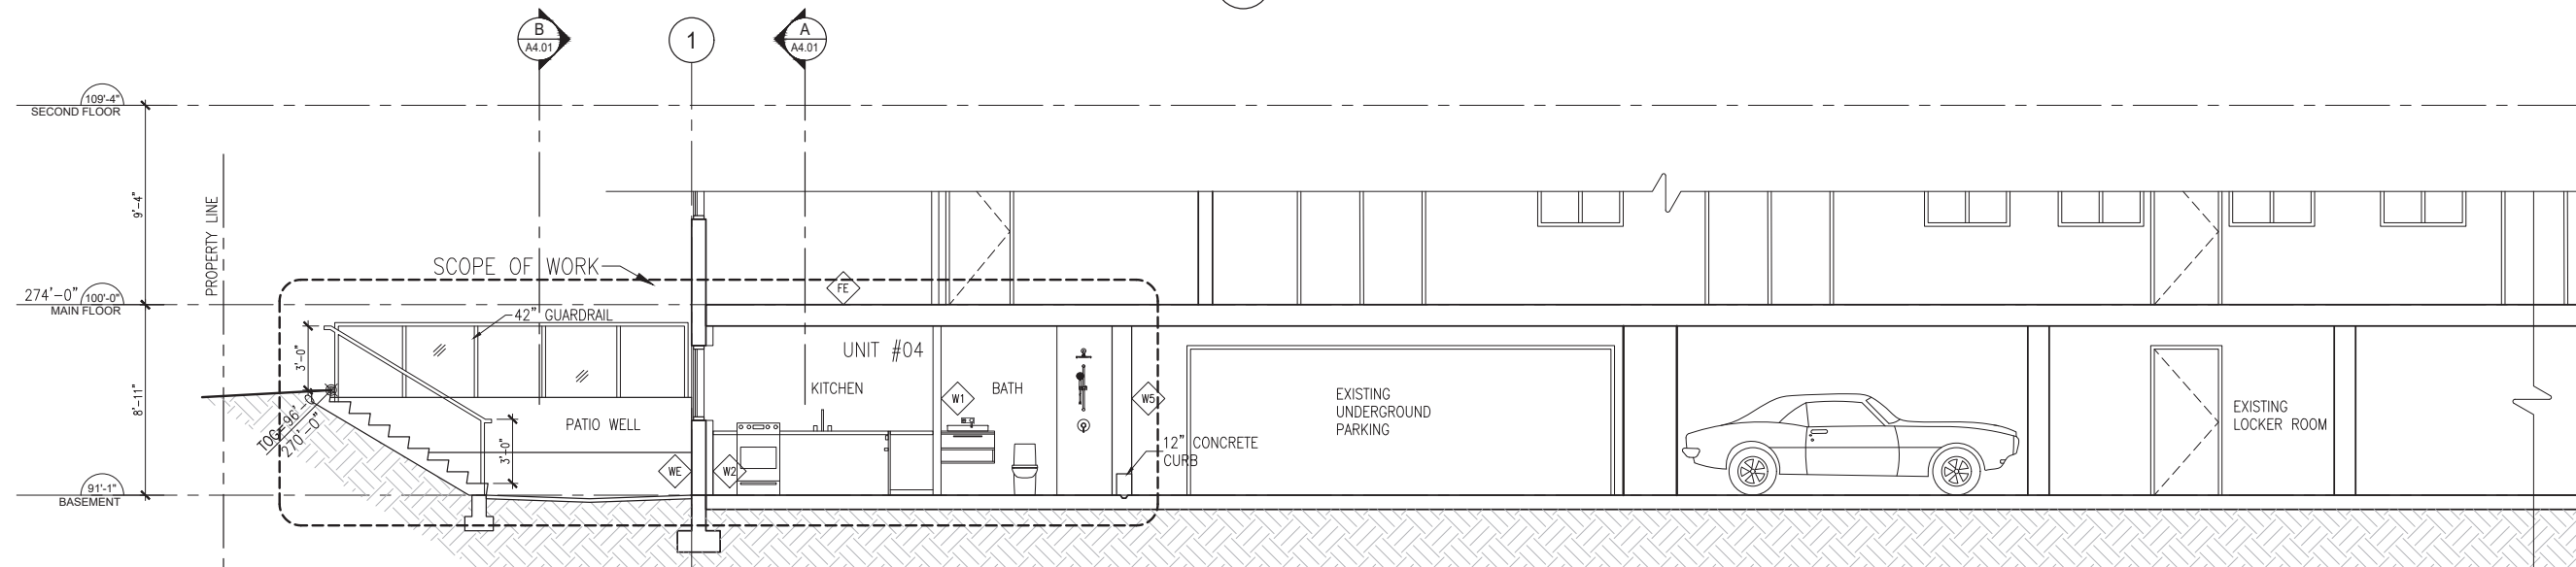 B
A4.01
1
A
A4.01
109'-4"
SECOND FLOOR
9'-4"
PROPERTY LINE
SCOPE OF WORK
274'-0"
100'-0"
MAIN FLOOR
FE
42" GUARDRAIL
3'-0"
UNIT #04
KITCHEN
BATH
W1
W5
8'-11"
TOG=96'-0"
270'-0"
PATIO WELL
3'-0"
WE
W2
12" CONCRETE
CURB
EXISTING
UNDERGROUND
PARKING
EXISTING
LOCKER ROOM
91'-1"
BASEMENT